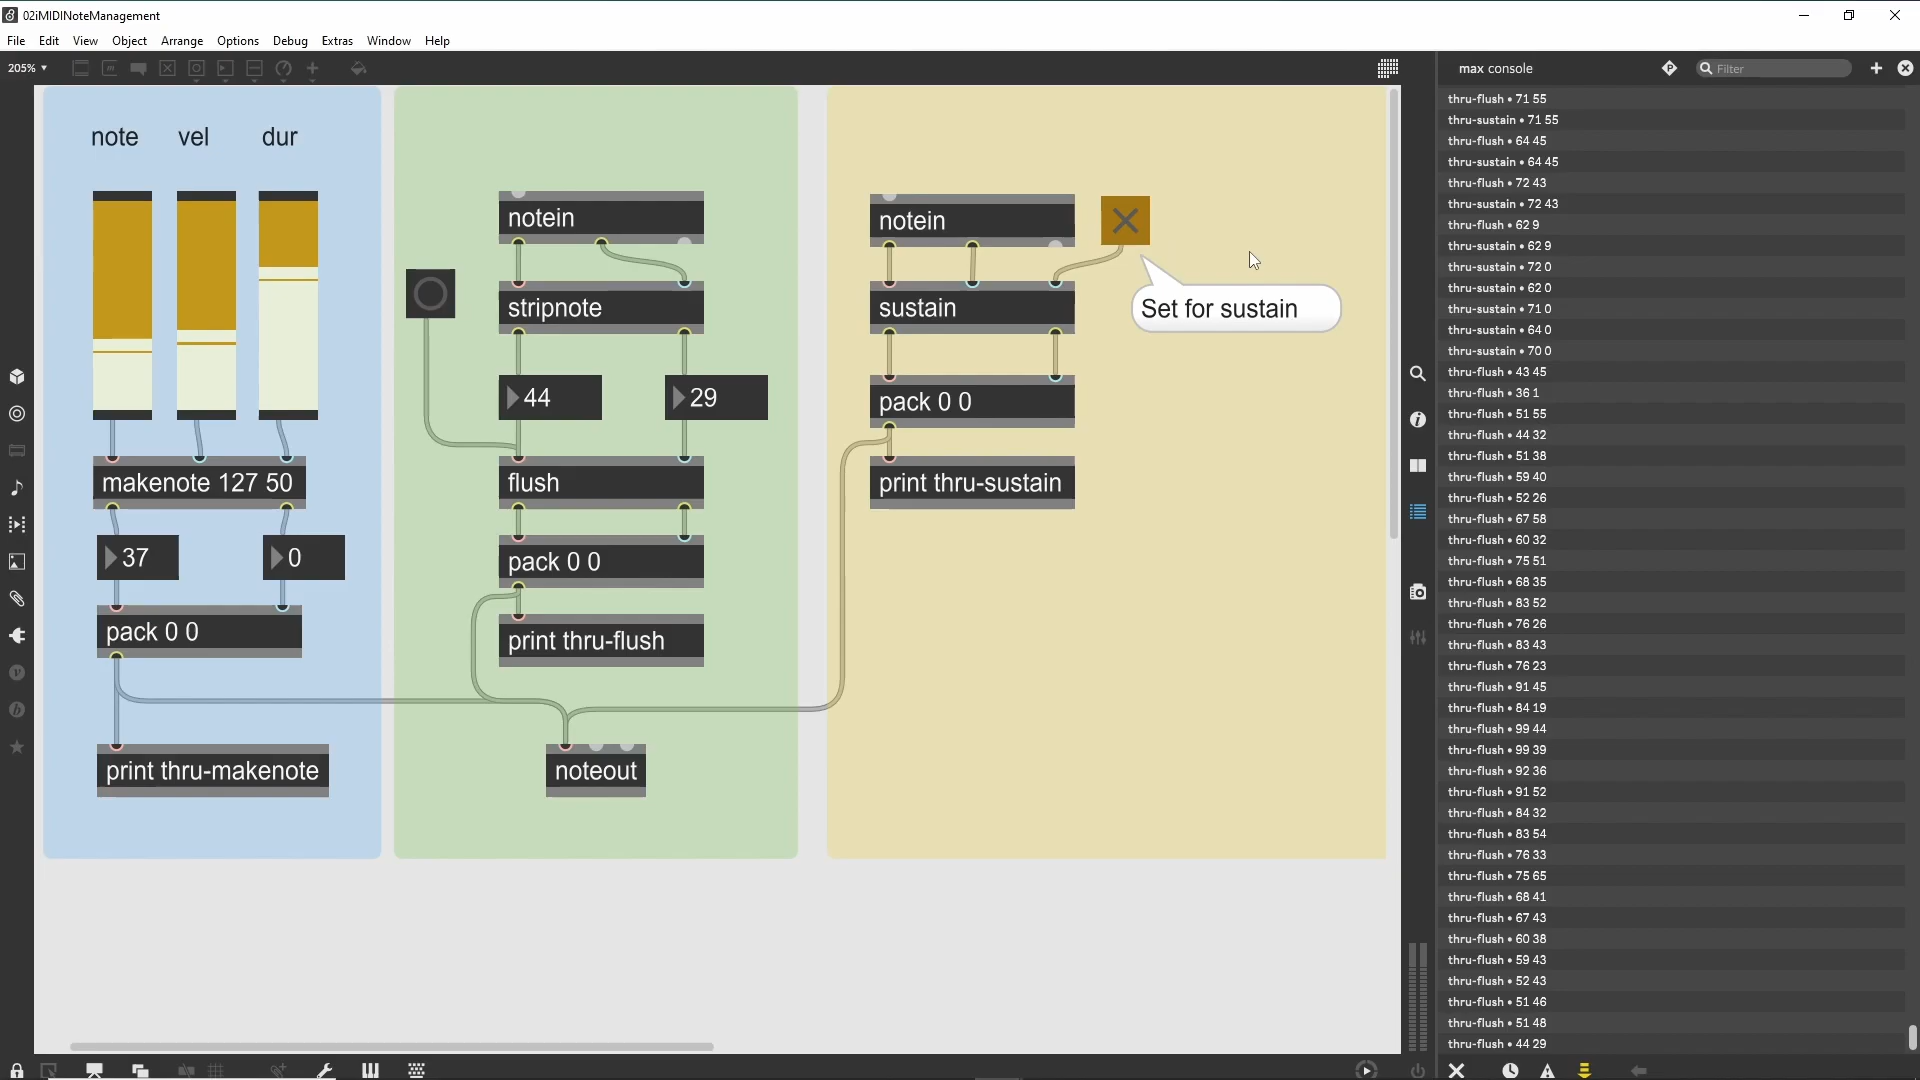 02iMIDINoteManagement
File Edit View Object Arrange Options Debug Extras Window Help
205%
note vel dur
makenote 127 50
37
0
pack 0 0
print thru-makenote
notein
stripnote
44
29
flush
pack 0 0
print thru-flush
noteout
notein
sustain
Set for sustain
pack 0 0
print thru-sustain
max console
Filter
thru-flush • 71 55
thru-sustain • 71 55
thru-flush • 64 45
thru-sustain • 64 45
thru-flush • 72 43
thru-sustain • 72 43
thru-flush • 62 9
thru-sustain • 62 9
thru-sustain • 72 0
thru-sustain • 62 0
thru-sustain • 71 0
thru-sustain • 64 0
thru-sustain • 70 0
thru-flush • 43 45
thru-flush • 36 1
thru-flush • 51 55
thru-flush • 44 32
thru-flush • 51 38
thru-flush • 59 40
thru-flush • 52 26
thru-flush • 67 58
thru-flush • 60 32
thru-flush • 75 51
thru-flush • 68 35
thru-flush • 83 52
thru-flush • 76 26
thru-flush • 83 43
thru-flush • 76 23
thru-flush • 91 45
thru-flush • 84 19
thru-flush • 99 44
thru-flush • 99 39
thru-flush • 92 36
thru-flush • 91 52
thru-flush • 84 32
thru-flush • 83 54
thru-flush • 76 33
thru-flush • 75 65
thru-flush • 68 41
thru-flush • 67 43
thru-flush • 60 38
thru-flush • 59 43
thru-flush • 52 43
thru-flush • 51 46
thru-flush • 51 48
thru-flush • 44 29